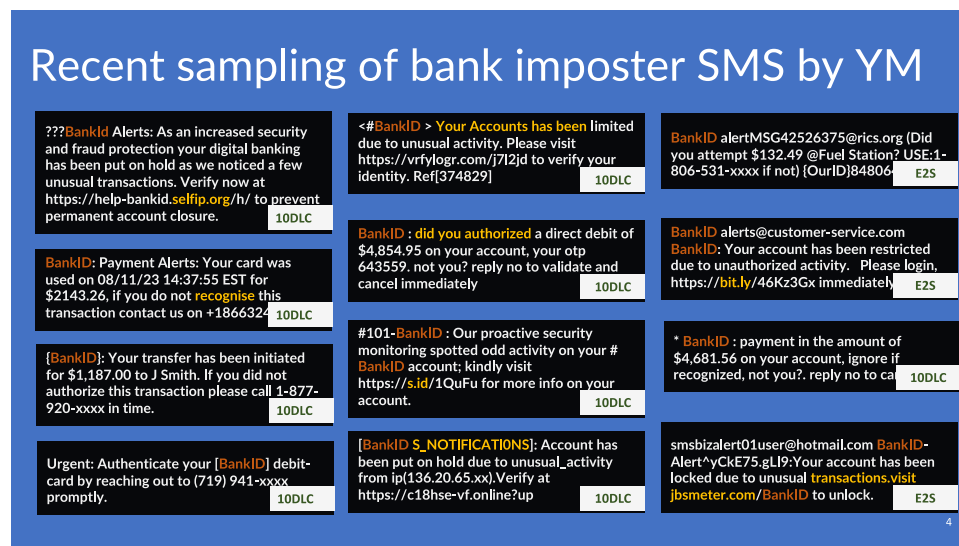 Recent sampling of bank imposter SMS by YM
???BankId Alerts: As an increased security
and fraud protection your digital banking
has been put on hold as we noticed a few
unusual transactions. Verify now at
https://help-bankid.selfip.org/h/ to prevent
permanent account closure.
10DLC
BankID: Payment Alerts: Your card was
used on 08/11/23 14:37:55 EST for
$2143.26, if you do not recognise this
transaction contact us on +1866324
10DLC
{BankID}: Your transfer has been initiated
for $1,187.00 to J Smith. If you did not
authorize this transaction please call 1-877-
920-xxxx in time.
10DLC
Urgent: Authenticate your [BankID] debit-
card by reaching out to (719) 941-xxxx
promptly.
10DLC
<#BankID > Your Accounts has been limited
due to unusual activity. Please visit
https://vrfylogr.com/j7l2jd to verify your
identity. Ref[374829]
10DLC
BankID : did you authorized a direct debit of
$4,854.95 on your account, your otp
643559. not you? reply no to validate and
cancel immediately
10DLC
#101-BankID : Our proactive security
monitoring spotted odd activity on your #
BankID account; kindly visit
https://s.id/1QuFu for more info on your
account.
10DLC
[BankID S_NOTIFICATI0NS]: Account has
been put on hold due to unusual_activity
from ip(136.20.65.xx).Verify at
https://c18hse-vf.online?up
10DLC
BankID alertMSG42526375@rics.org (Did
you attempt $132.49 @Fuel Station? USE:1-
806-531-xxxx if not) {OurID}84806
E2S
BankID alerts@customer-service.com
BankID: Your account has been restricted
due to unauthorized activity. Please login,
https://bit.ly/46Kz3Gx immediately
E2S
* BankID : payment in the amount of
$4,681.56 on your account, ignore if
recognized, not you?. reply no to ca
10DLC
smsbizalert01user@hotmail.com BankID-
Alert^yCkE75.gLl9:Your account has been
locked due to unusual transactions.visit
jbsmeter.com/BankID to unlock.
E2S
4